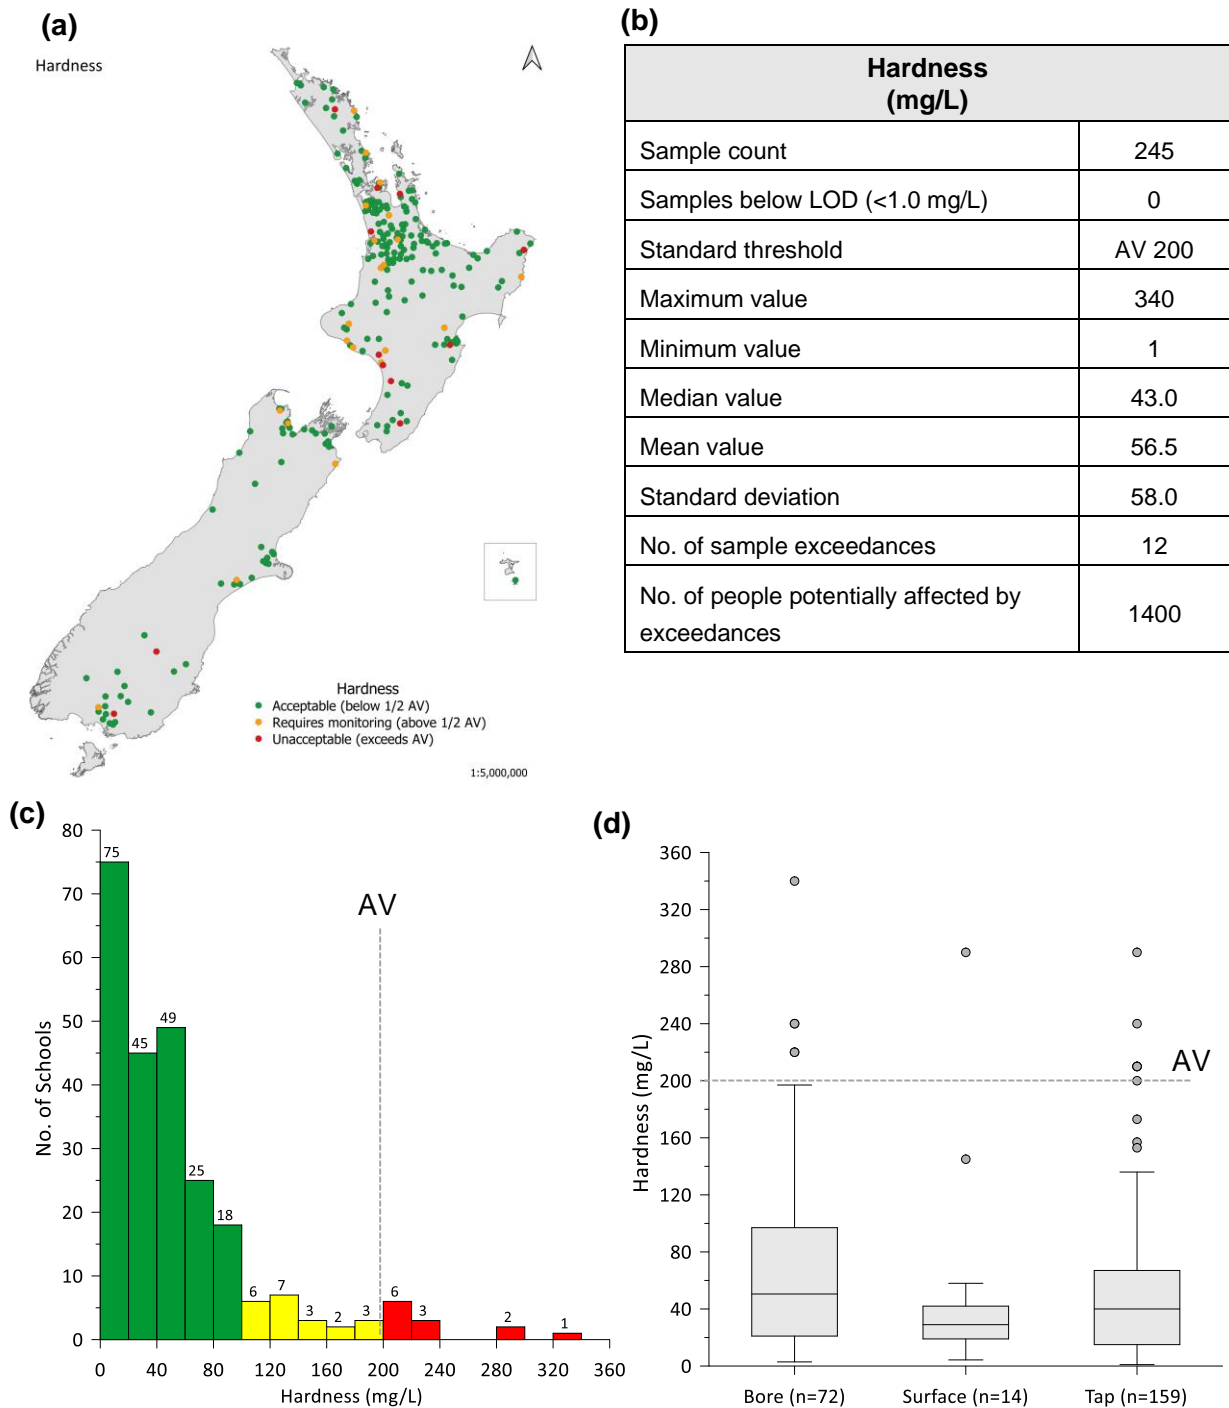 (a)
Hardness
Hardness
Acceptable (below 1/2 AV)
Requires monitoring (above 1/2 AV)
Unacceptable (exceeds AV)
1:5,000,000
(b)
Hardness
(mg/L)
Sample count 245
Samples below LOD (<1.0 mg/L) 0
Standard threshold AV 200
Maximum value 340
Minimum value 1
Median value 43.0
Mean value 56.5
Standard deviation 58.0
No. of sample exceedances 12
No. of people potentially affected by
exceedances 1400
(c)
80
70
60
50
40
30
20
10
0
No. of Schools
75
45
49
25
18
6
7
3
2
3
6
3
2
1
AV
0 40 80 120 160 200 240 280 320 360
Hardness (mg/L)
(d)
360
320
280
240
200
160
120
80
40
0
Hardness (mg/L)
AV
Bore (n=72) Surface (n=14) Tap (n=159)